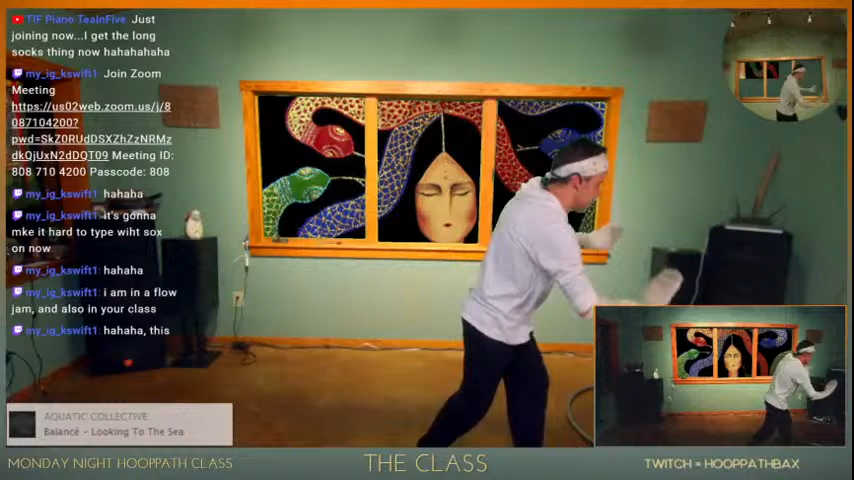 TIF Piano TeaInFive: Just
joining now...I get the long
socks thing now hahahaha
my_ig_kswift1: Join Zoom
Meeting
https://us02web.zoom.us/j/8
087104200?
pwd=SkZ0RUdDSXZhZzNRMz
dkQjUxN2dDQT09 Meeting ID:
808 710 4200 Passcode: 808
my_ig_kswift1: hahaha
my_ig_kswift1: it's gonna
mke it hard to type wiht sox
on now
my_ig_kswift1: hahaha
my_ig_kswift1: i am in a flow
jam, and also in your class
my_ig_kswift1: hahaha, this
AQUATIC COLLECTIVE
Balancé - Looking To The Sea
MONDAY NIGHT HOOPPATH CLASS
THE CLASS
TWITCH = HOOPPATHBAX